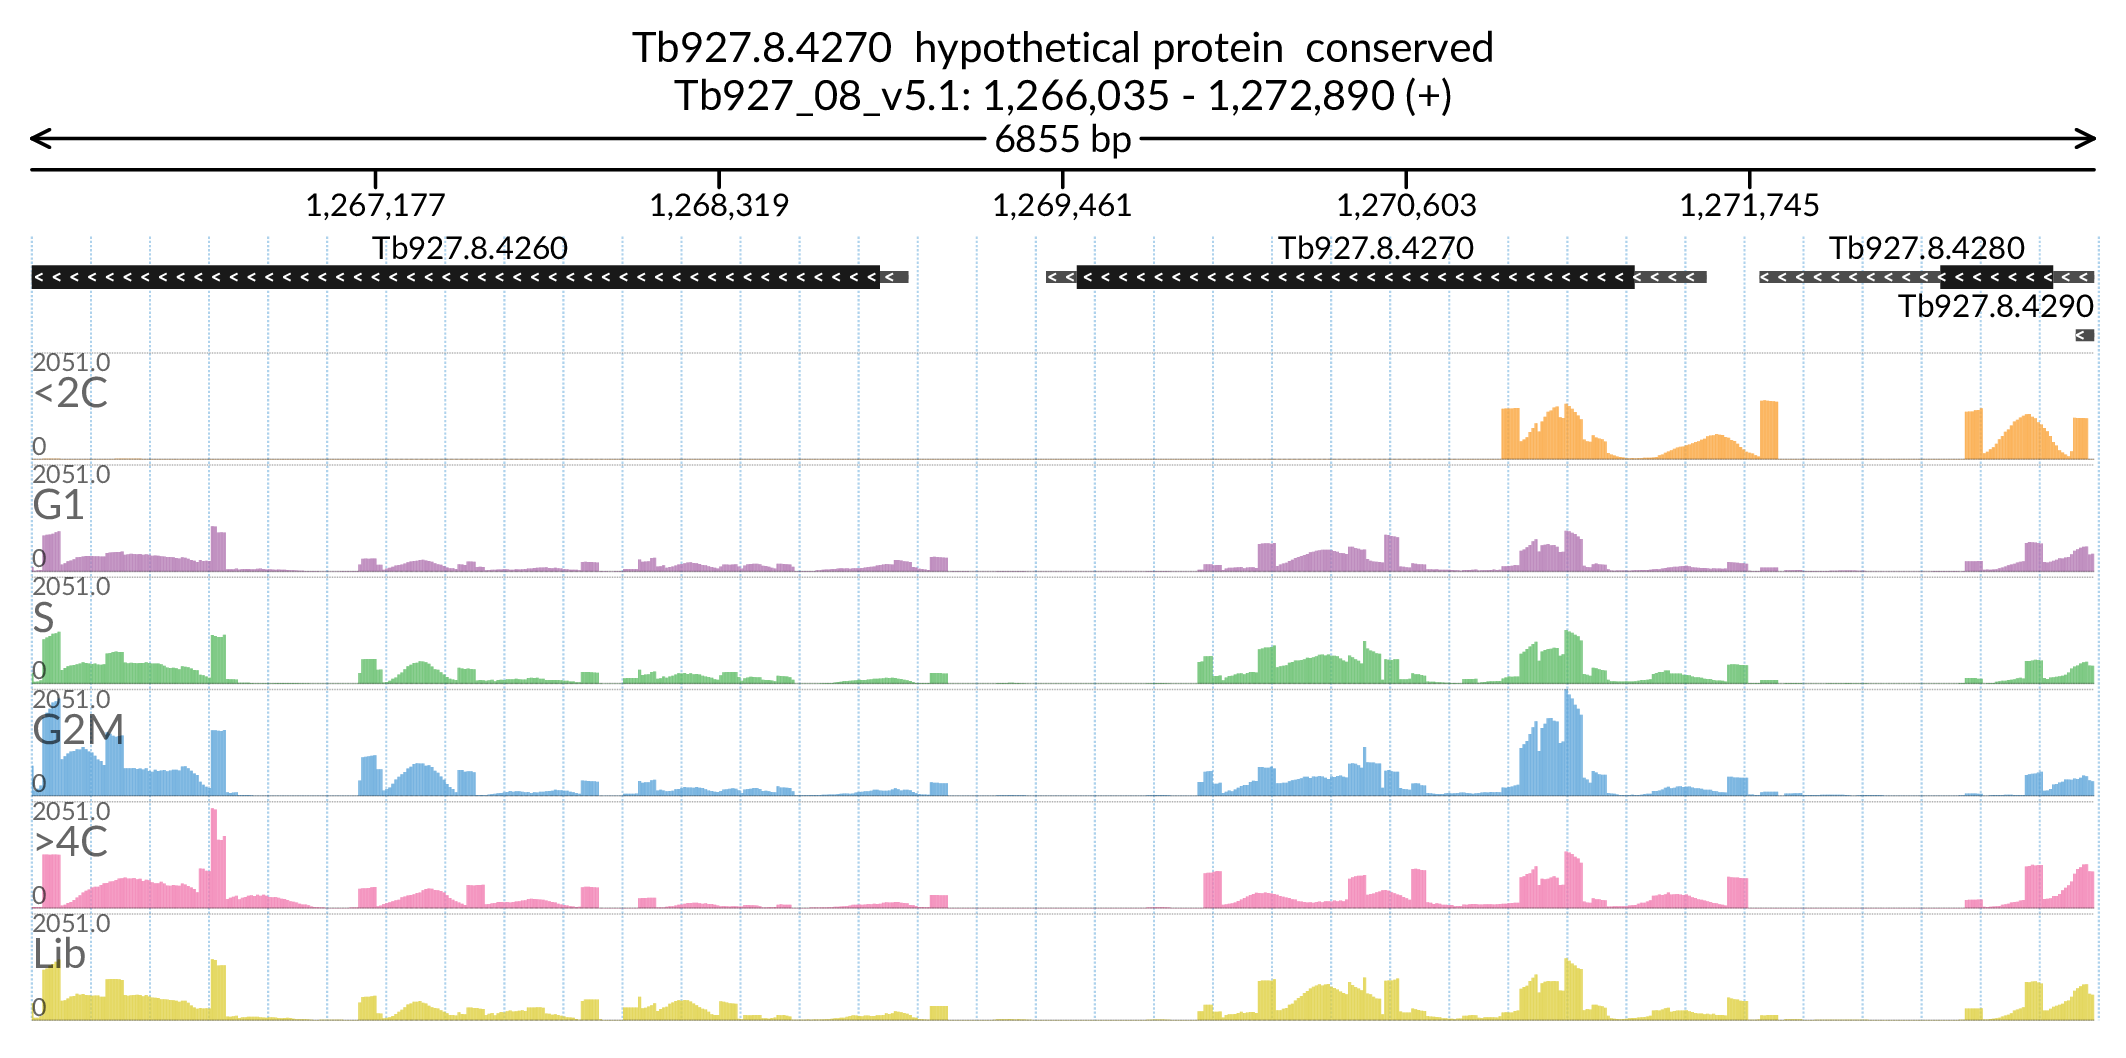 Tb927.8.4270  hypothetical protein  conserved
Tb927_08_v5.1: 1,266,035 - 1,272,890 (+)
6855 bp
1,267,177 1,268,319 1,269,461 1,270,603 1,271,745
Tb927.8.4260 Tb927.8.4270 Tb927.8.4280
Tb927.8.4290
2051.0
<2C
0
2051.0
G1
0
2051.0
S
0
2051.0
G2M
0
2051.0
>4C
0
2051.0
Lib
0